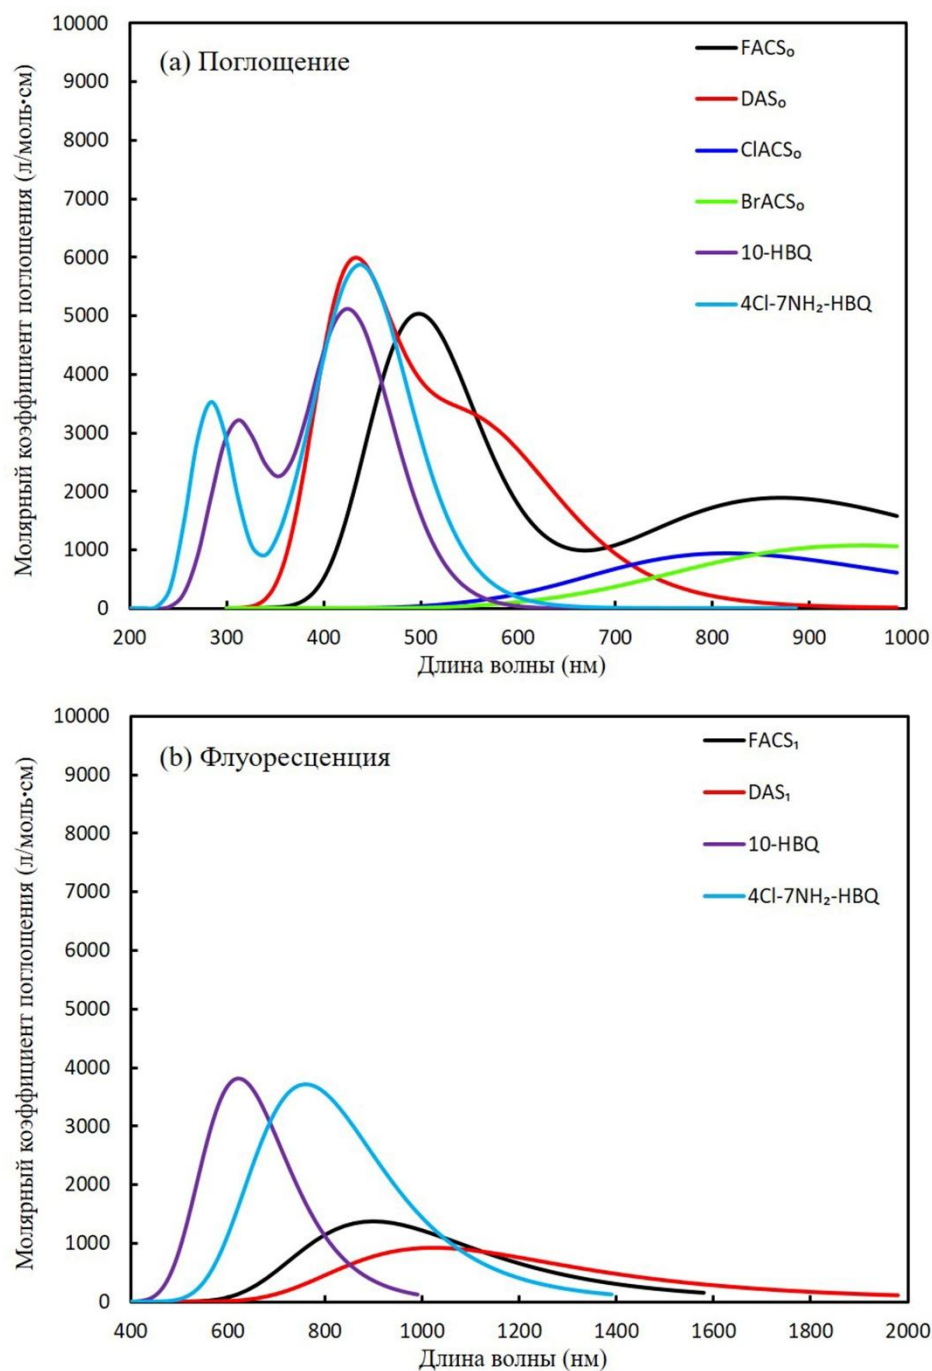 (a) Поглощение
Молярный коэффициент поглощения (л/моль·см)
10000
9000
8000
7000
6000
5000
4000
3000
2000
1000
0
200 300 400 500 600 700 800 900 1000
Длина волны (нм)
FACS₀
DAS₀
ClACS₀
BrACS₀
10-HBQ
4Cl-7NH₂-HBQ
(b) Флуоресценция
Молярный коэффициент поглощения (л/моль·см)
10000
9000
8000
7000
6000
5000
4000
3000
2000
1000
0
400 600 800 1000 1200 1400 1600 1800 2000
Длина волны (нм)
FACS₁
DAS₁
10-HBQ
4Cl-7NH₂-HBQ